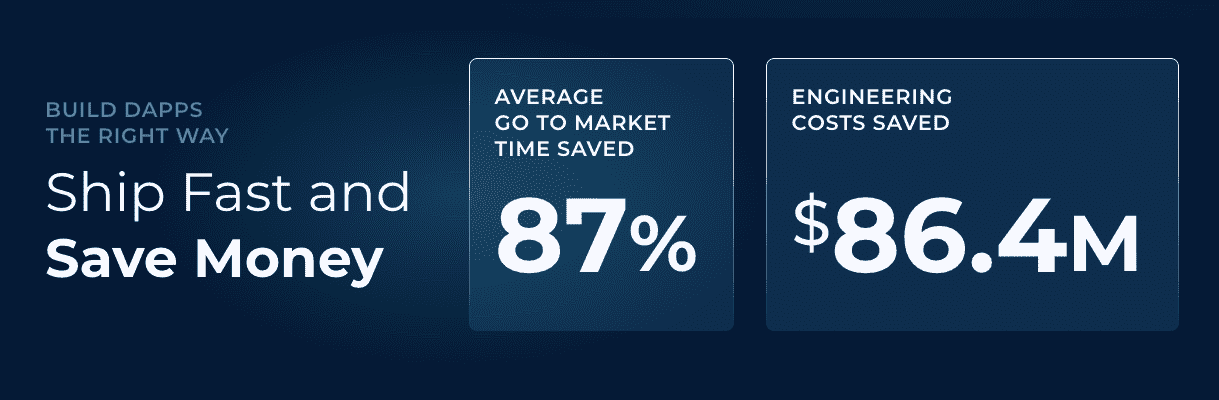 BUILD DAPPS
THE RIGHT WAY
Ship Fast and
Save Money
AVERAGE
GO TO MARKET
TIME SAVED
87%
ENGINEERING
COSTS SAVED
$86.4M